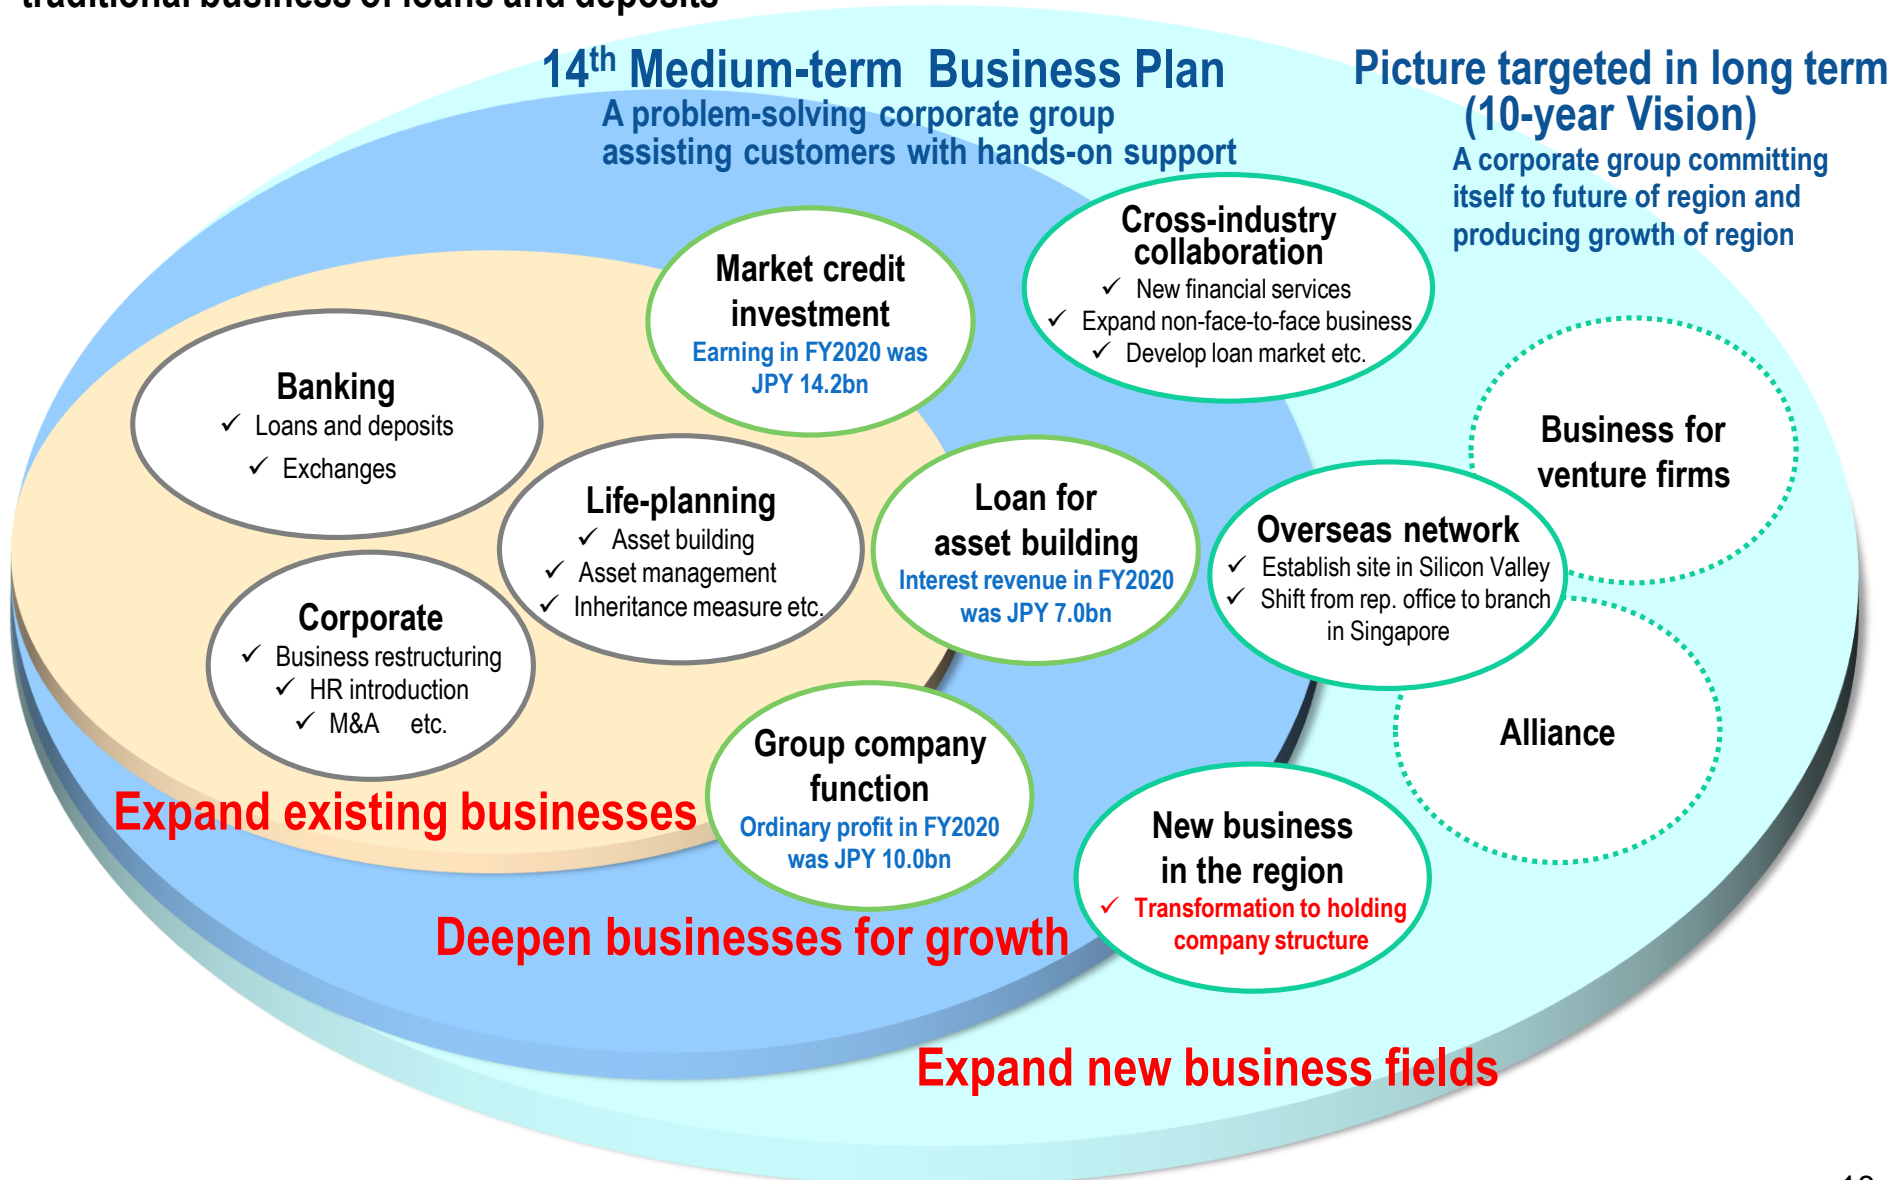 traditional business of loans and deposits
14th Medium-term Business Plan
A problem-solving corporate group
assisting customers with hands-on support
Picture targeted in long term
(10-year Vision)
A corporate group committing
itself to future of region and
producing growth of region
Cross-industry
collaboration
✓ New financial services
✓ Expand non-face-to-face business
✓ Develop loan market etc.
Market credit
investment
Earning in FY2020 was
JPY 14.2bn
Banking
✓ Loans and deposits
✓ Exchanges
Life-planning
✓ Asset building
✓ Asset management
✓ Inheritance measure etc.
Loan for
asset building
Interest revenue in FY2020
was JPY 7.0bn
Business for
venture firms
Overseas network
✓ Establish site in Silicon Valley
✓ Shift from rep. office to branch
in Singapore
Corporate
✓ Business restructuring
✓ HR introduction
✓ M&A etc.
Alliance
Group company
function
Ordinary profit in FY2020
was JPY 10.0bn
New business
in the region
✓ Transformation to holding
company structure
Expand existing businesses
Deepen businesses for growth
Expand new business fields